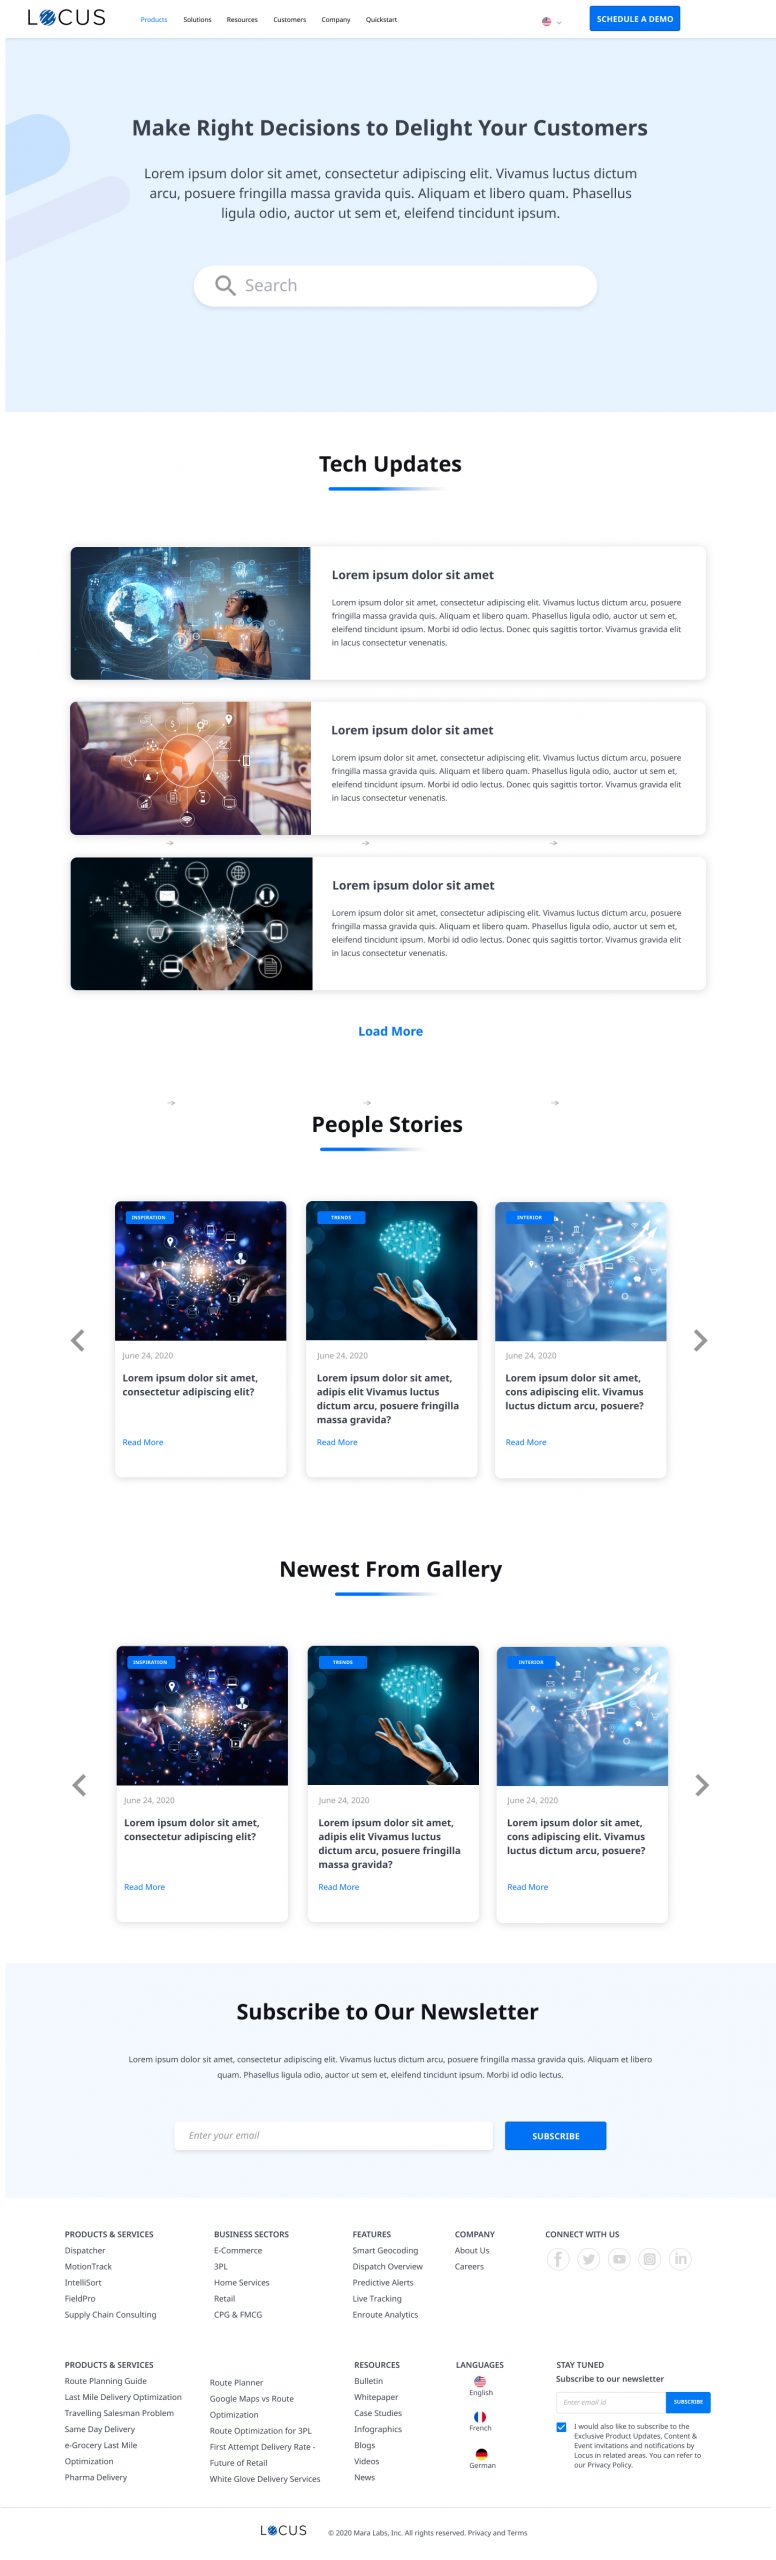 LOCUS
Products Solutions Resources Customers Company Quickstart
SCHEDULE A DEMO
Make Right Decisions to Delight Your Customers
Lorem ipsum dolor sit amet, consectetur adipiscing elit. Vivamus luctus dictum
arcu, posuere fringilla massa gravida quis. Aliquam et libero quam. Phasellus
ligula odio, auctor ut sem et, eleifend tincidunt ipsum.
Search
Tech Updates
Lorem ipsum dolor sit amet
Lorem ipsum dolor sit amet, consectetur adipiscing elit. Vivamus luctus dictum arcu, posuere
fringilla massa gravida quis. Aliquam et libero quam. Phasellus ligula odio, auctor ut sem et,
eleifend tincidunt ipsum. Morbi id odio lectus. Donec quis sagittis tortor. Vivamus gravida elit
in lacus consectetur venenatis.
Lorem ipsum dolor sit amet
Lorem ipsum dolor sit amet, consectetur adipiscing elit. Vivamus luctus dictum arcu, posuere
fringilla massa gravida quis. Aliquam et libero quam. Phasellus ligula odio, auctor ut sem et,
eleifend tincidunt ipsum. Morbi id odio lectus. Donec quis sagittis tortor. Vivamus gravida elit
in lacus consectetur venenatis.
Lorem ipsum dolor sit amet
Lorem ipsum dolor sit amet, consectetur adipiscing elit. Vivamus luctus dictum arcu, posuere
fringilla massa gravida quis. Aliquam et libero quam. Phasellus ligula odio, auctor ut sem et,
eleifend tincidunt ipsum. Morbi id odio lectus. Donec quis sagittis tortor. Vivamus gravida elit
in lacus consectetur venenatis.
Load More
People Stories
INSPIRATION
June 24, 2020
Lorem ipsum dolor sit amet,
consectetur adipiscing elit?
Read More
TRENDS
June 24, 2020
Lorem ipsum dolor sit amet,
adipis elit Vivamus luctus
dictum arcu, posuere fringilla
massa gravida?
Read More
INTERIOR
June 24, 2020
Lorem ipsum dolor sit amet,
cons adipiscing elit. Vivamus
luctus dictum arcu, posuere?
Read More
Newest From Gallery
INSPIRATION
June 24, 2020
Lorem ipsum dolor sit amet,
consectetur adipiscing elit?
Read More
TRENDS
June 24, 2020
Lorem ipsum dolor sit amet,
adipis elit Vivamus luctus
dictum arcu, posuere fringilla
massa gravida?
Read More
INTERIOR
June 24, 2020
Lorem ipsum dolor sit amet,
cons adipiscing elit. Vivamus
luctus dictum arcu, posuere?
Read More
Subscribe to Our Newsletter
Lorem ipsum dolor sit amet, consectetur adipiscing elit. Vivamus luctus dictum arcu, posuere fringilla massa gravida quis. Aliquam et libero
quam. Phasellus ligula odio, auctor ut sem et, eleifend tincidunt ipsum. Morbi id odio lectus.
Enter your email
SUBSCRIBE
PRODUCTS & SERVICES
Dispatcher
MotionTrack
IntelliSort
FieldPro
Supply Chain Consulting
BUSINESS SECTORS
E-Commerce
3PL
Home Services
Retail
CPG & FMCG
FEATURES
Smart Geocoding
Dispatch Overview
Predictive Alerts
Live Tracking
Enroute Analytics
COMPANY
About Us
Careers
CONNECT WITH US
PRODUCTS & SERVICES
Route Planning Guide
Last Mile Delivery Optimization
Travelling Salesman Problem
Same Day Delivery
e-Grocery Last Mile
Optimization
Pharma Delivery
Route Planner
Google Maps vs Route
Optimization
Route Optimization for 3PL
First Attempt Delivery Rate -
Future of Retail
White Glove Delivery Services
RESOURCES
Bulletin
Whitepaper
Case Studies
Infographics
Blogs
Videos
News
LANGUAGES
English
French
German
STAY TUNED
Subscribe to our newsletter
Enter email id
SUBSCRIBE
I would also like to subscribe to the
Exclusive Product Updates, Content &
Event invitations and notifications by
Locus in related areas. You can refer to
our Privacy Policy.
LOCUS
© 2020 Mara Labs, Inc. All rights reserved. Privacy and Terms